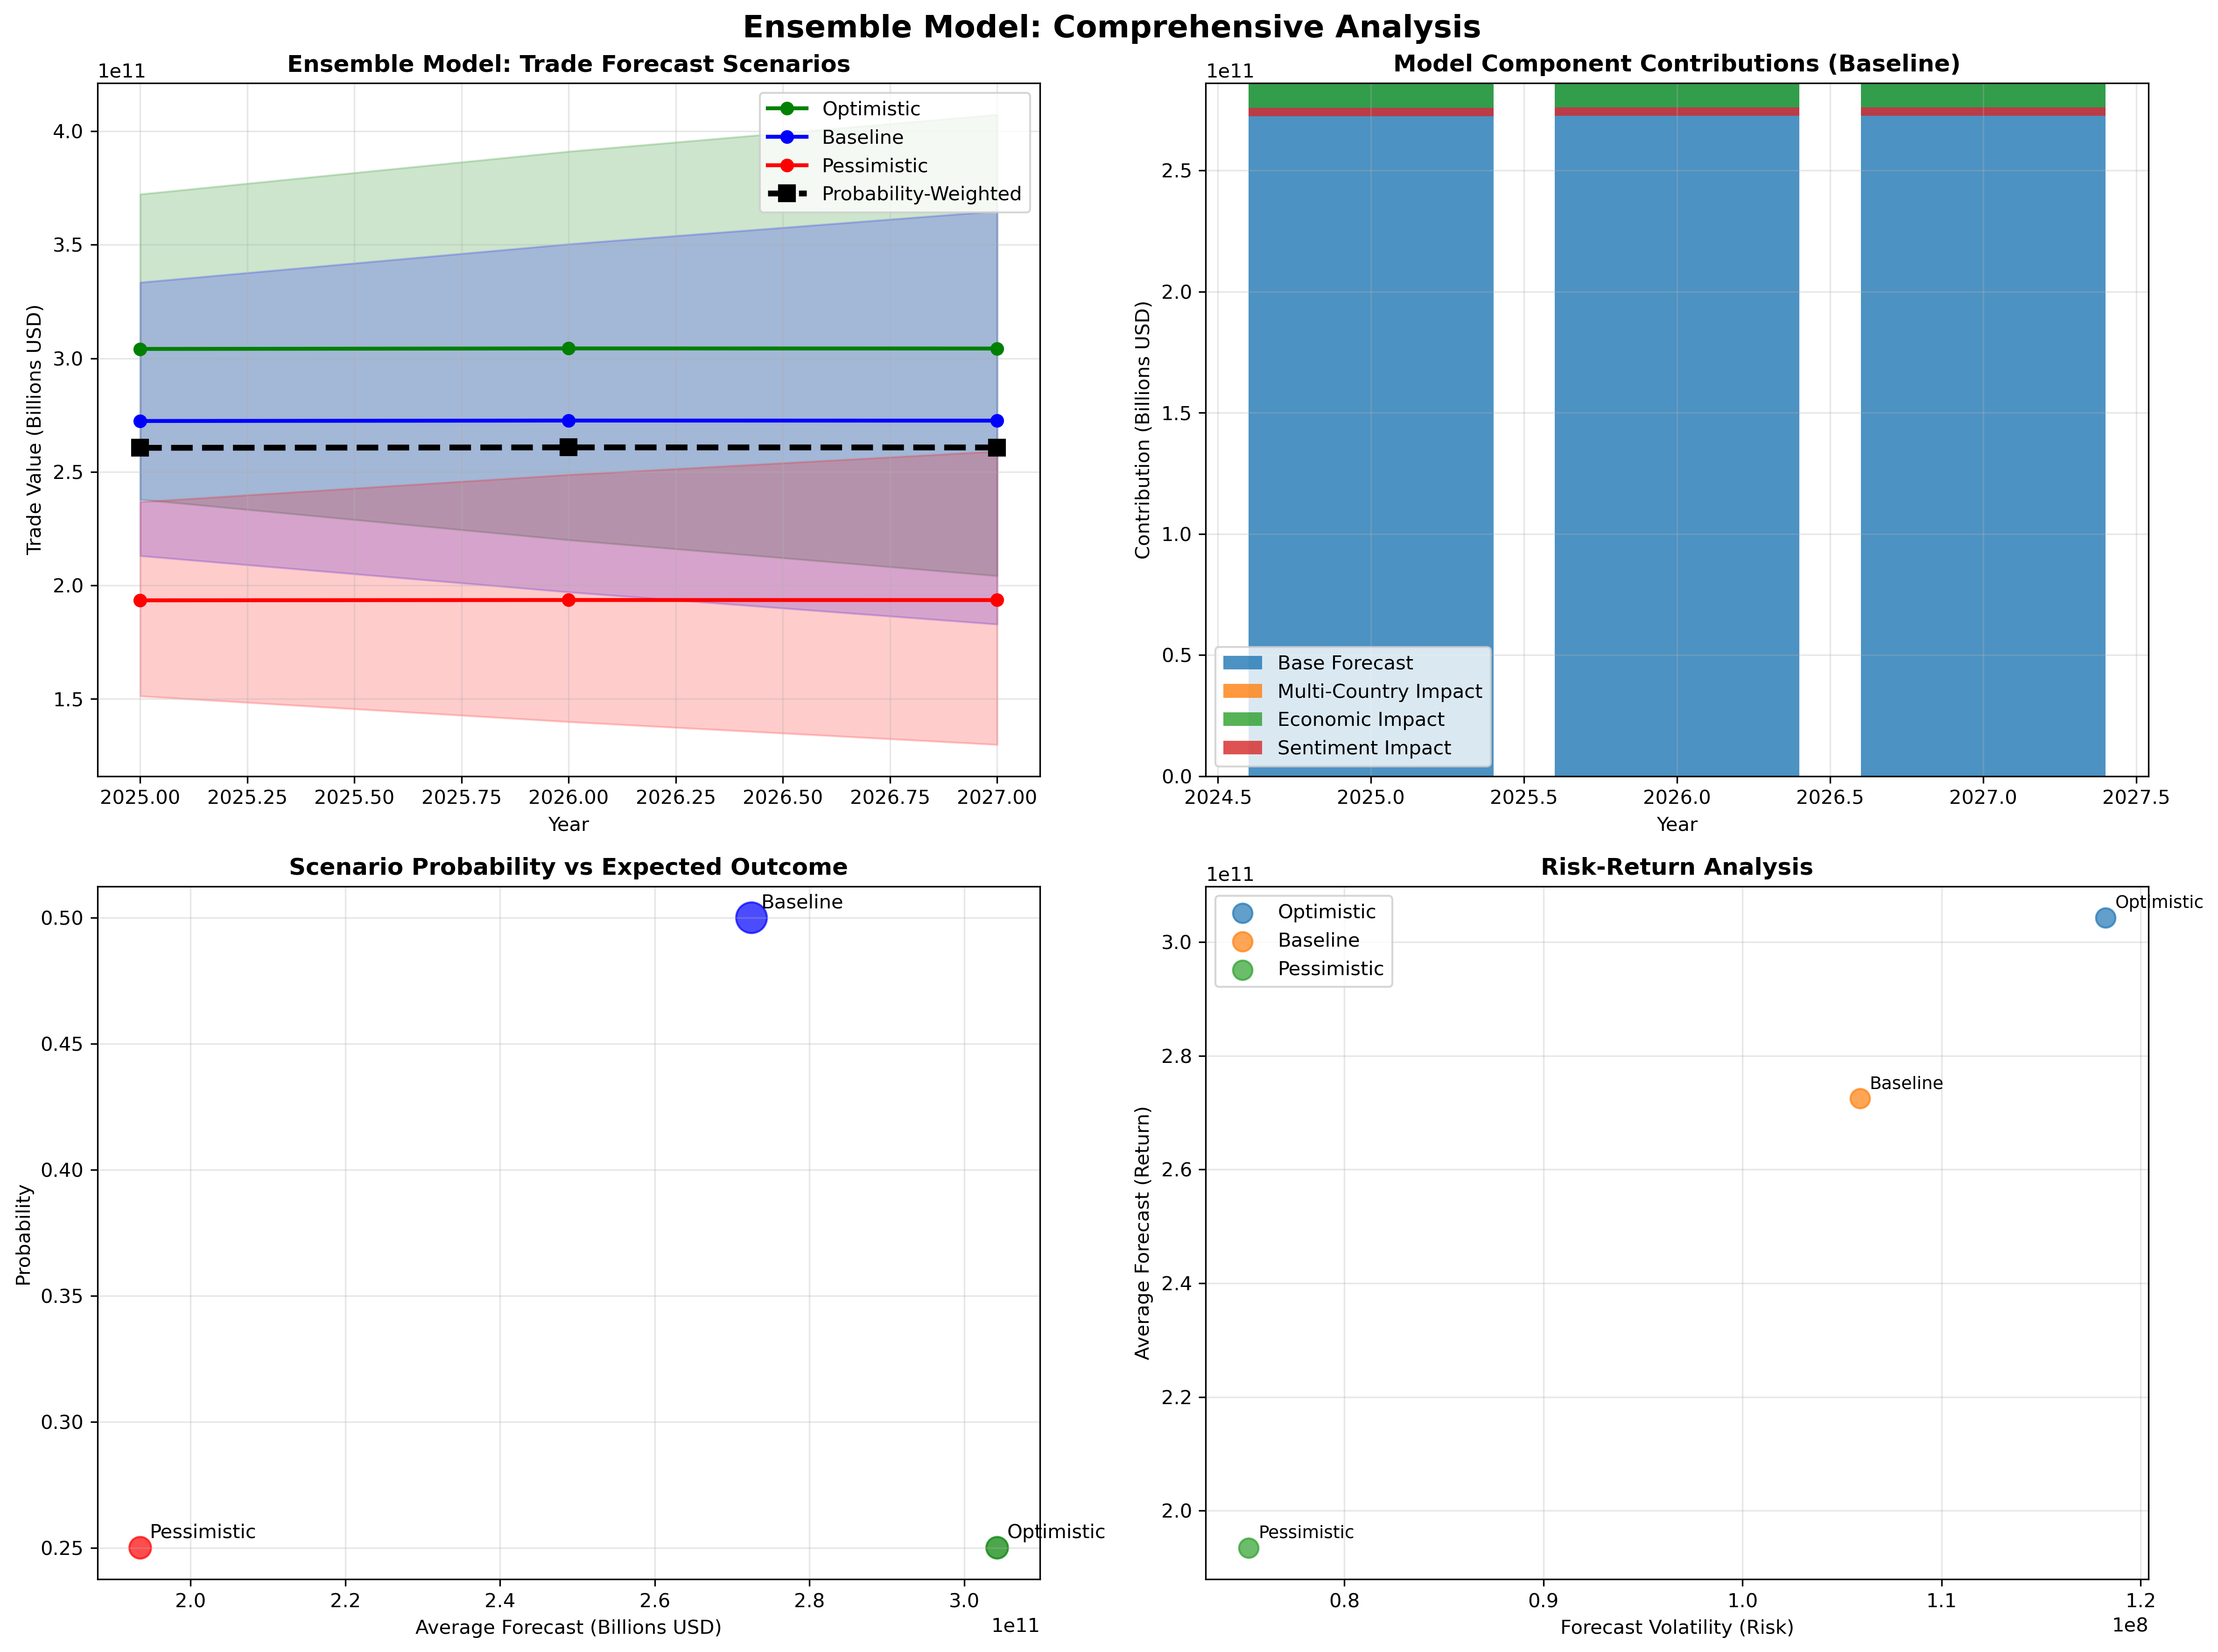 Ensemble Model: Comprehensive Analysis
Ensemble Model: Trade Forecast Scenarios
1e11
Trade Value (Billions USD)
4.0
3.5
3.0
2.5
2.0
1.5
Optimistic
Baseline
Pessimistic
Probability-Weighted
2025.00 2025.25 2025.50 2025.75 2026.00 2026.25 2026.50 2026.75 2027.00
Year
Model Component Contributions (Baseline)
1e11
Contribution (Billions USD)
2.5
2.0
1.5
1.0
0.5
0.0
Base Forecast
Multi-Country Impact
Economic Impact
Sentiment Impact
2024.5 2025.0 2025.5 2026.0 2026.5 2027.0 2027.5
Year
Scenario Probability vs Expected Outcome
Probability
0.50
0.45
0.40
0.35
0.30
0.25
Baseline
Pessimistic
Optimistic
2.0 2.2 2.4 2.6 2.8 3.0
Average Forecast (Billions USD)
1e11
Risk-Return Analysis
1e11
Average Forecast (Return)
3.0
2.8
2.6
2.4
2.2
2.0
Optimistic
Baseline
Pessimistic
Optimistic
Baseline
Pessimistic
0.8 0.9 1.0 1.1 1.2
Forecast Volatility (Risk)
1e8